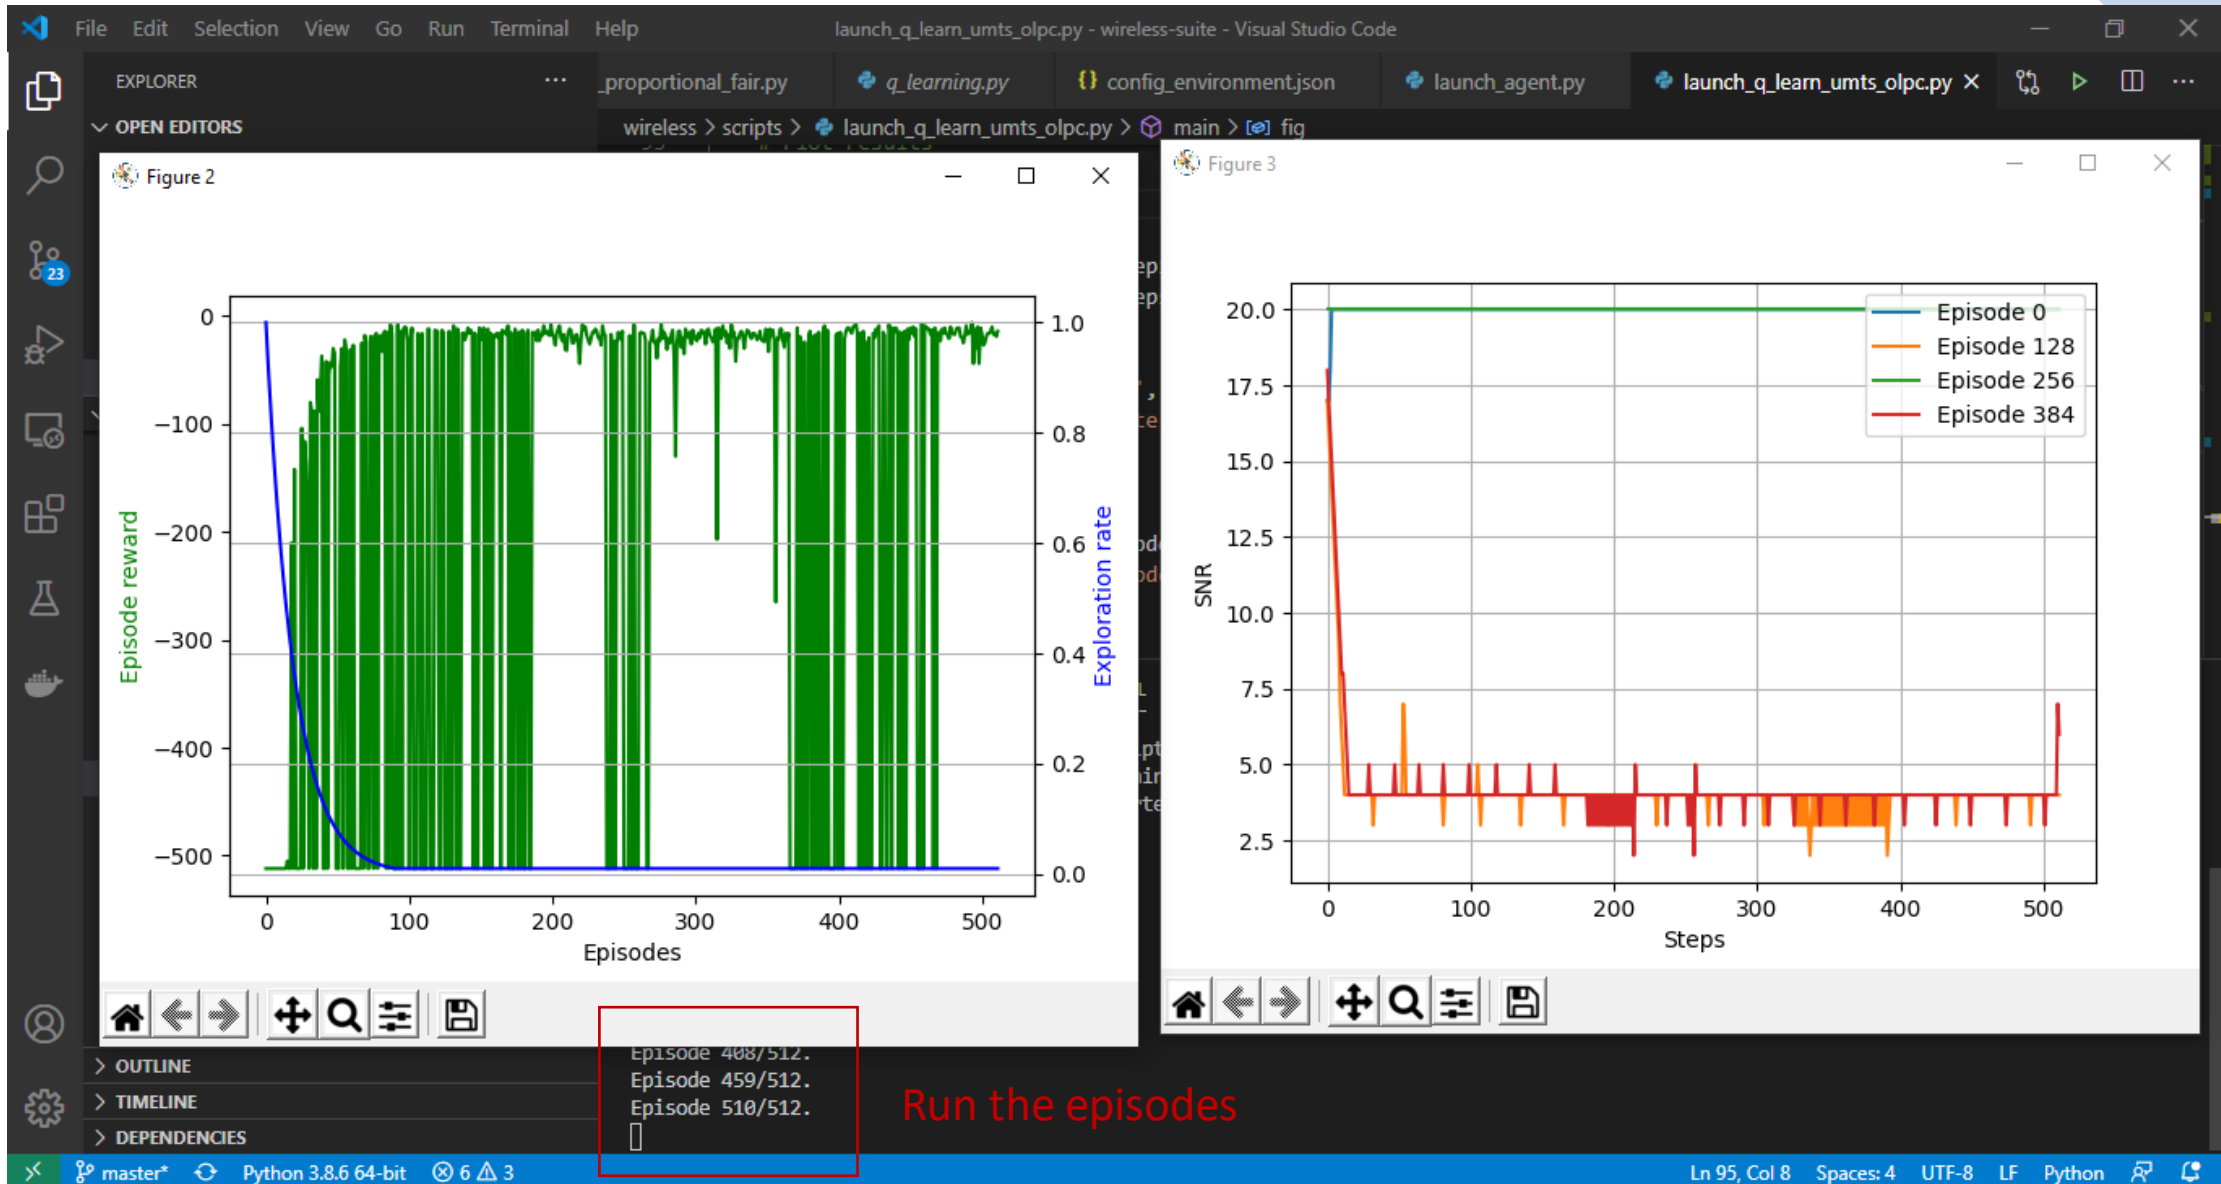 File Edit Selection View Go Run Terminal Help
launch_q_learn_umts_olpc.py - wireless-suite - Visual Studio Code
EXPLORER
_proportional_fair.py
q_learning.py
config_environment.json
launch_agent.py
launch_q_learn_umts_olpc.py
OPEN EDITORS
wireless > scripts > launch_q_learn_umts_olpc.py > main > fig
23
Figure 2
0
−100
−200
−300
−400
−500
Episode reward
1.0
0.8
0.6
0.4
0.2
0.0
Exploration rate
0 100 200 300 400 500
Episodes
Figure 3
20.0
17.5
15.0
12.5
10.0
7.5
5.0
2.5
SNR
Episode 0
Episode 128
Episode 256
Episode 384
0 100 200 300 400 500
Steps
OUTLINE
TIMELINE
DEPENDENCIES
Episode 408/512.
Episode 459/512.
Episode 510/512.
Run the episodes
master* Python 3.8.6 64-bit 6 3
Ln 95, Col 8 Spaces: 4 UTF-8 LF Python